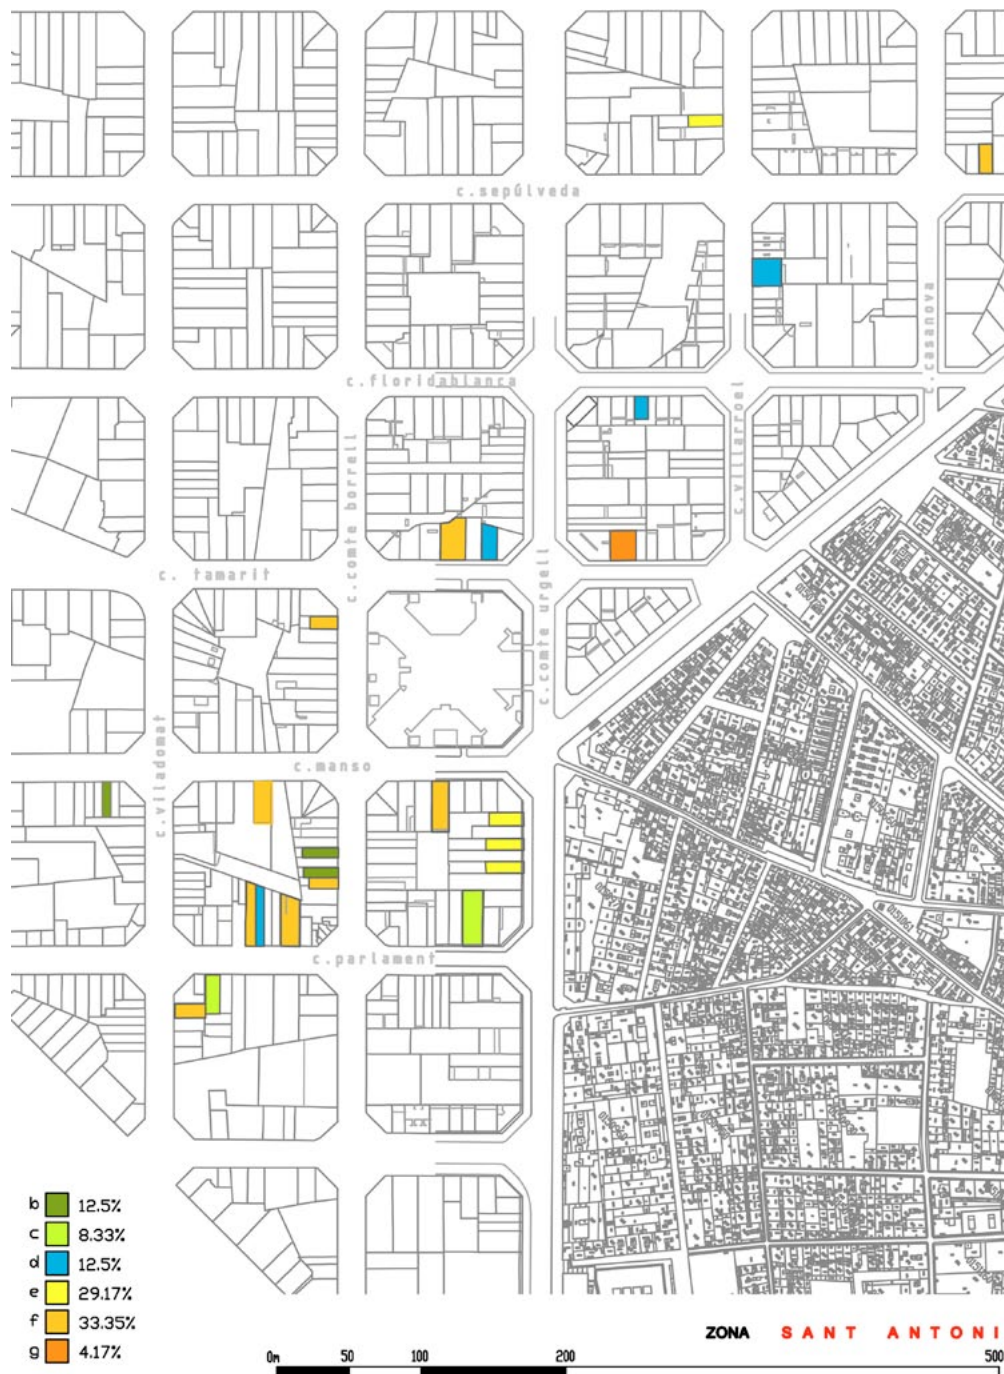 c.sepúlveda
c.casanova
c.floridablanca
c.villarroel
c.comte borrell
c.comte urgell
c. tamarit
c.viladomat
c.manso
c.parlament
b 12.5%
c 8.33%
d 12.5%
e 29.17%
f 33.35%
g 4.17%
ZONA SANT ANTONI
0m 50 100 200 500